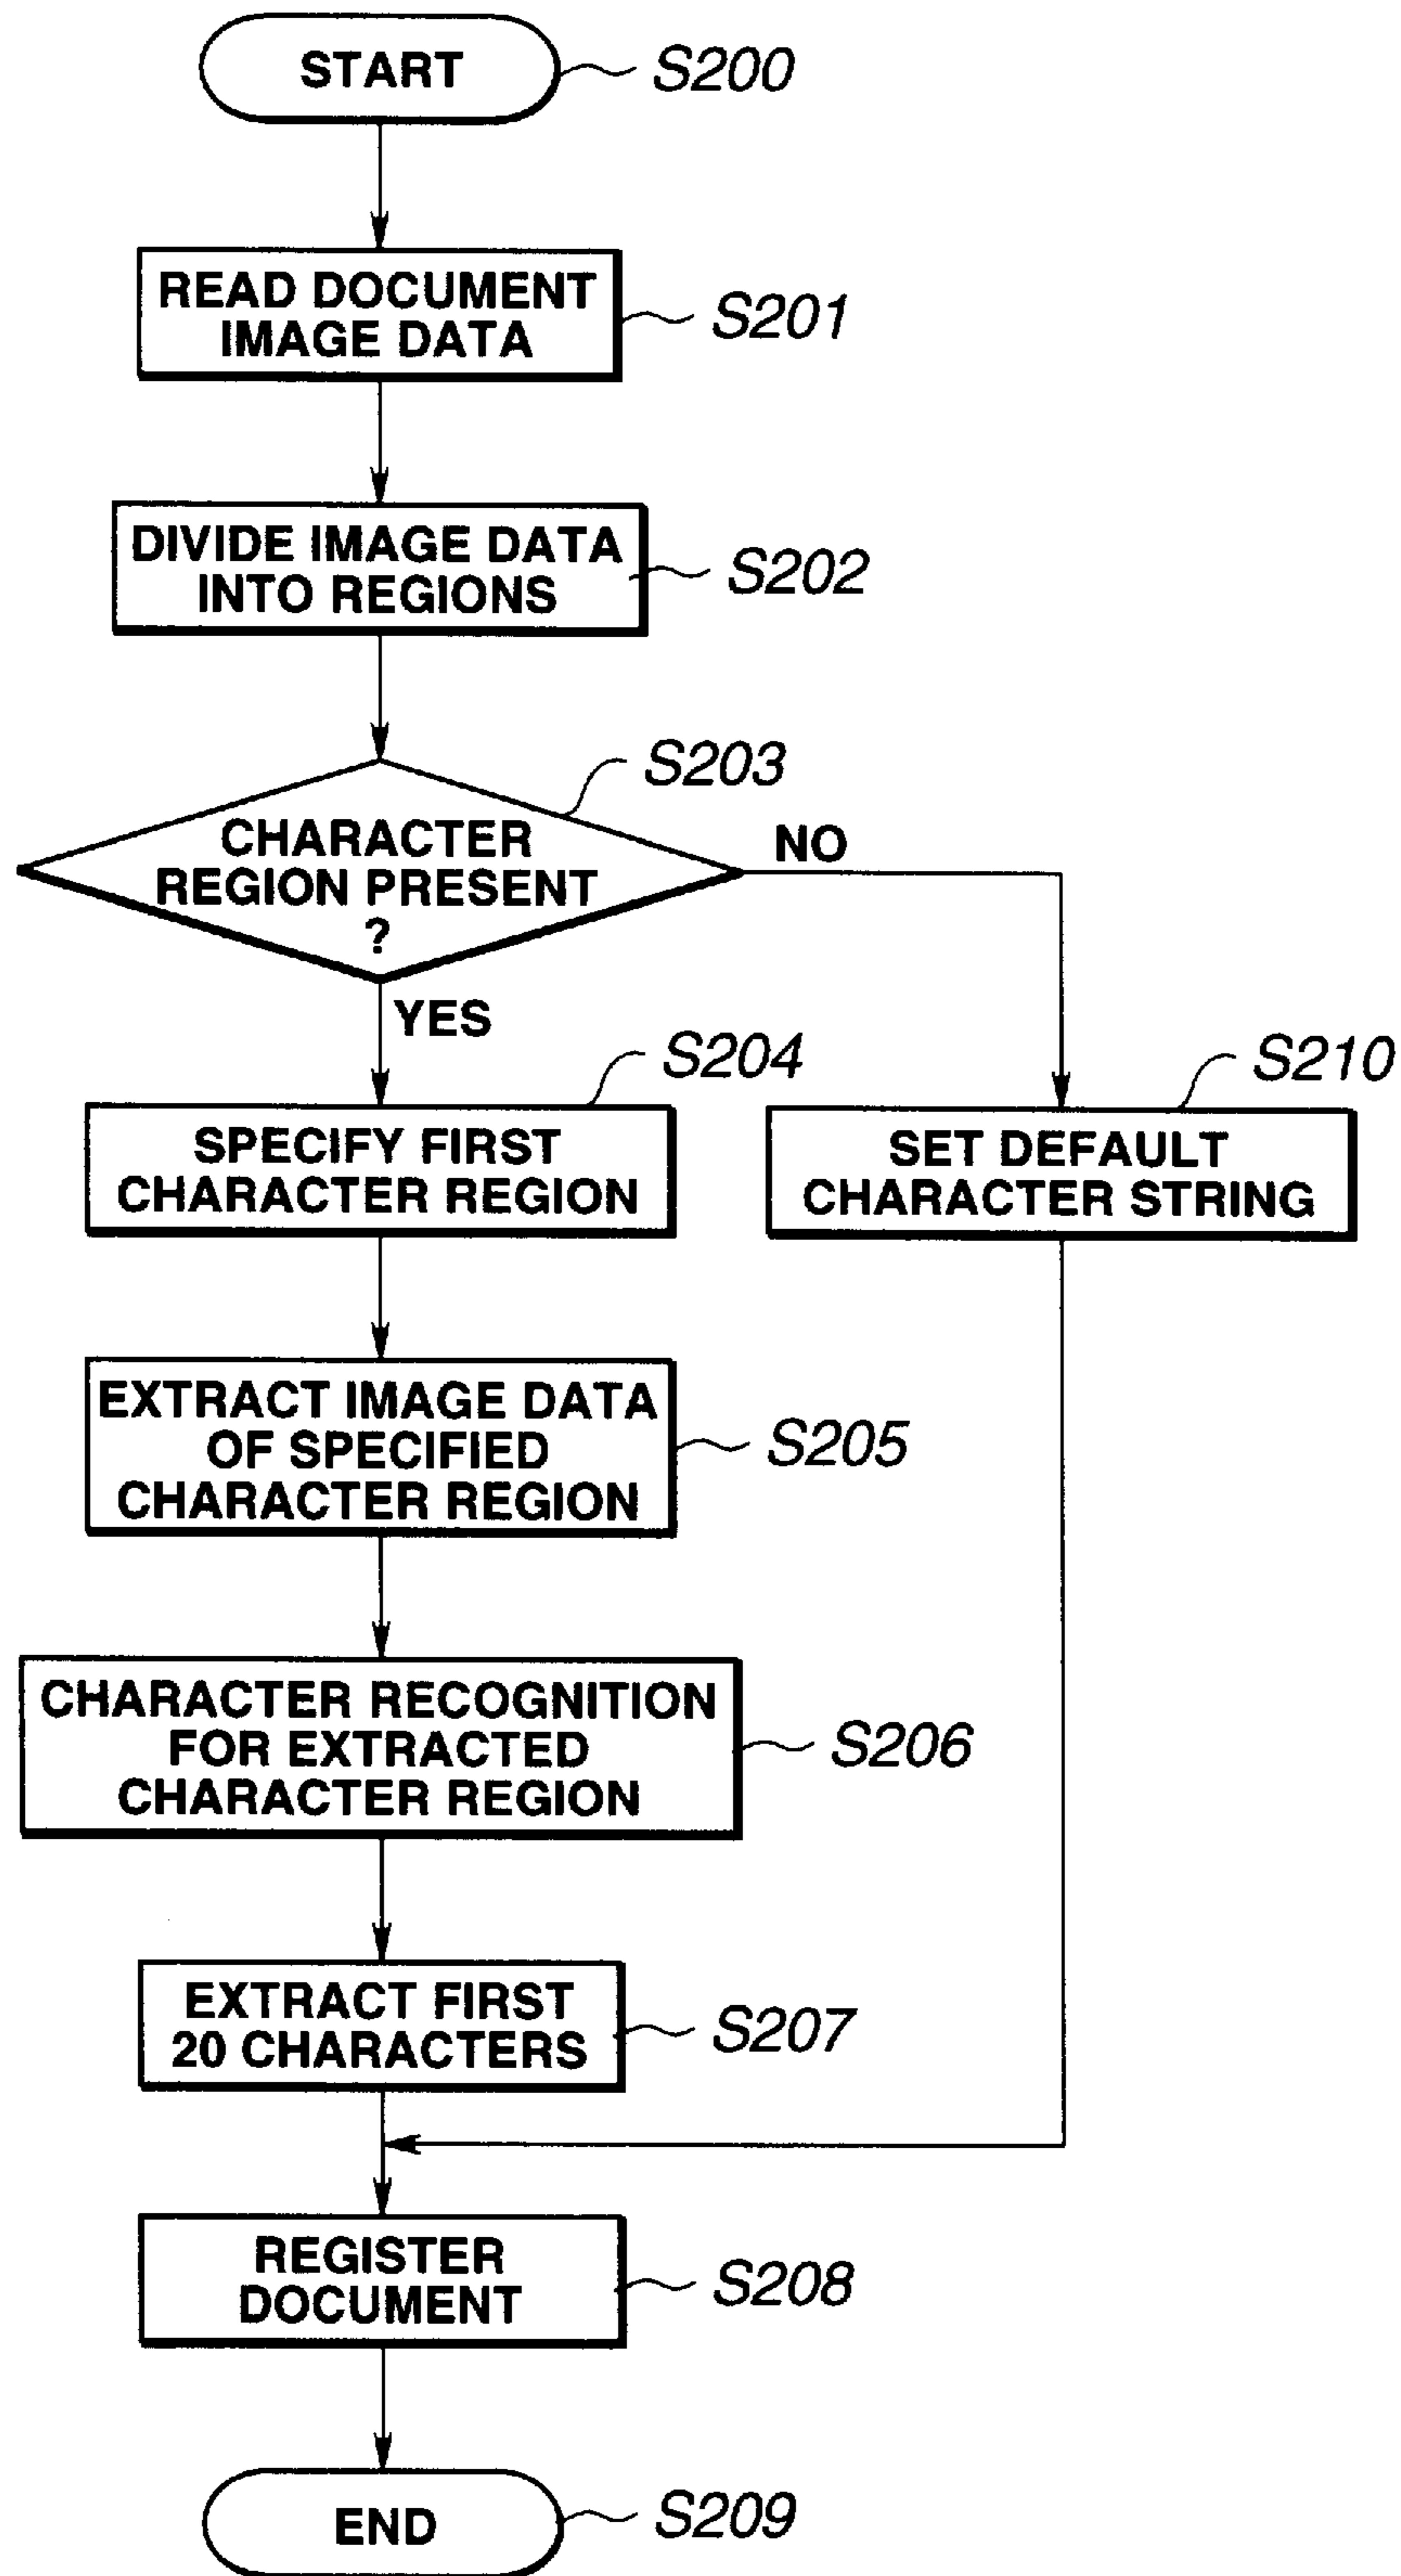 START
S200
READ DOCUMENT
IMAGE DATA
S201
DIVIDE IMAGE DATA
INTO REGIONS
S202
S203
CHARACTER
REGION PRESENT
?
NO
YES
S204
SPECIFY FIRST
CHARACTER REGION
S210
SET DEFAULT
CHARACTER STRING
EXTRACT IMAGE DATA
OF SPECIFIED
CHARACTER REGION
S205
CHARACTER RECOGNITION
FOR EXTRACTED
CHARACTER REGION
S206
EXTRACT FIRST
20 CHARACTERS
S207
REGISTER
DOCUMENT
S208
END
S209